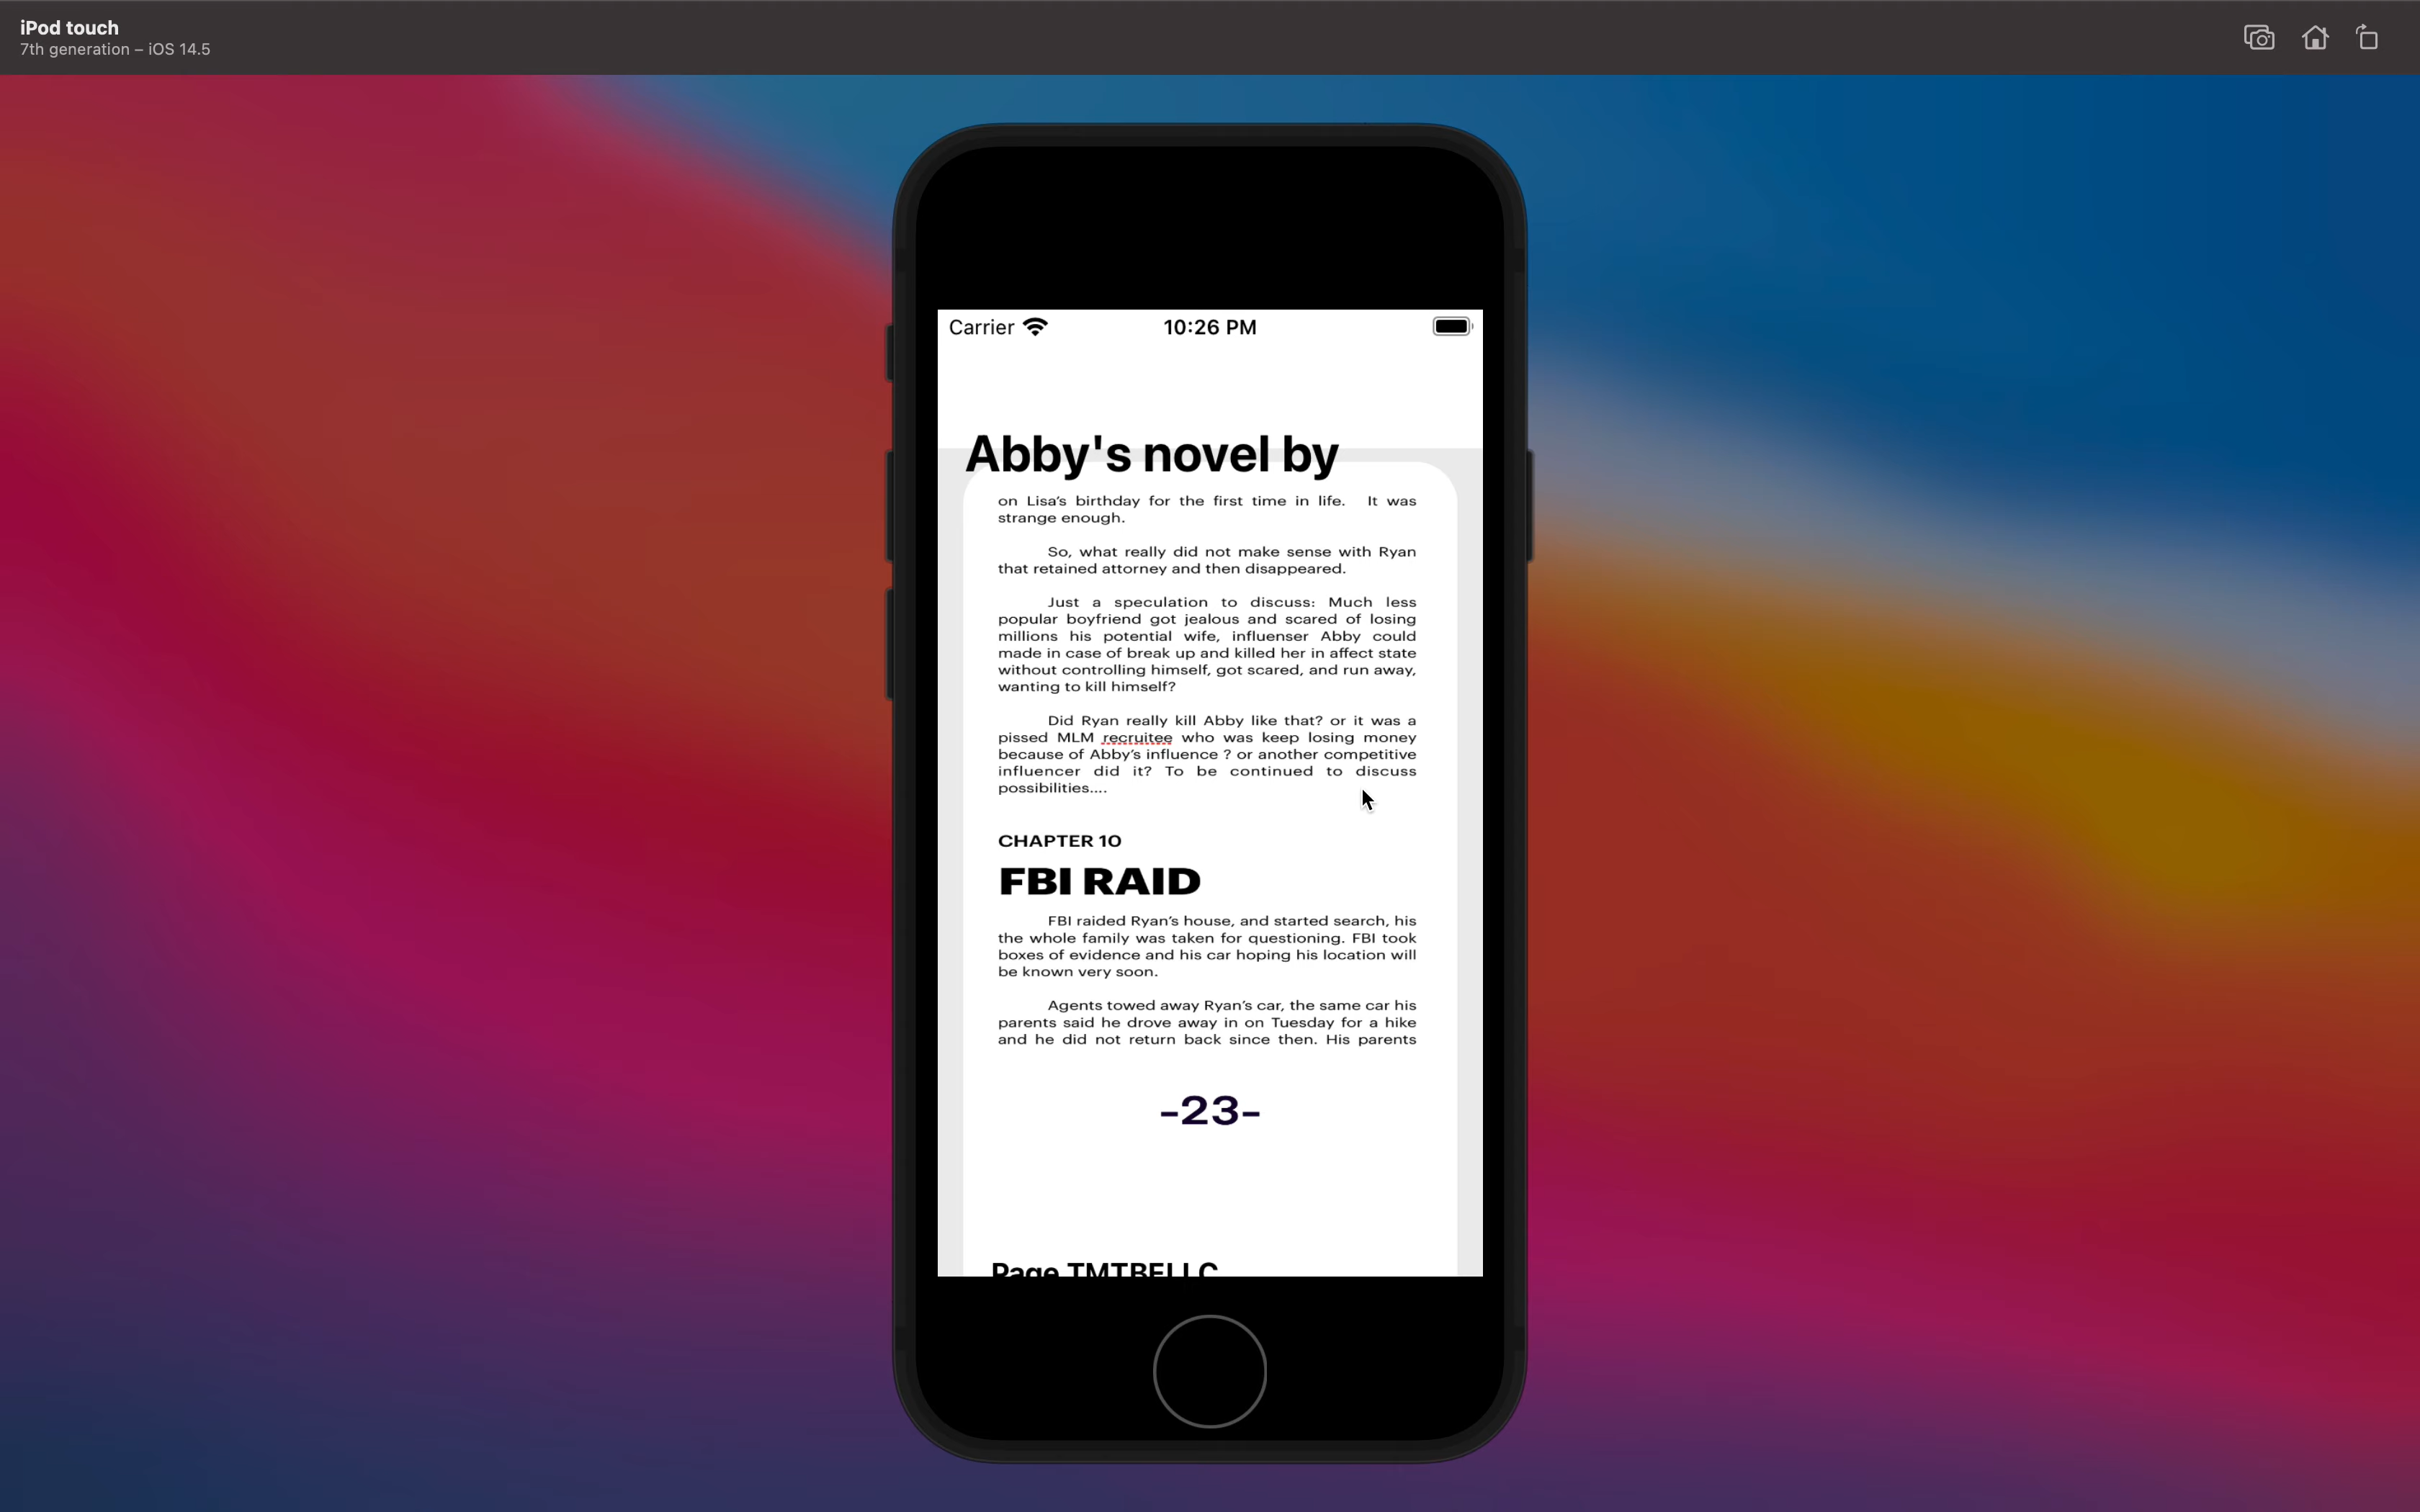 iPod touch
7th generation – iOS 14.5
Carrier 10:26 PM
Abby's novel by
on Lisa's birthday for the first time in life. It was
strange enough.
So, what really did not make sense with Ryan
that retained attorney and then disappeared.
Just a speculation to discuss: Much less
popular boyfriend got jealous and scared of losing
millions his potential wife, influenser Abby could
made in case of break up and killed her in affect state
without controlling himself, got scared, and run away,
wanting to kill himself?
Did Ryan really kill Abby like that? or it was a
pissed MLM recruitee who was keep losing money
because of Abby's influence ? or another competitive
influencer did it? To be continued to discuss
possibilities....
CHAPTER 10
FBI RAID
FBI raided Ryan's house, and started search, his
the whole family was taken for questioning. FBI took
boxes of evidence and his car hoping his location will
be known very soon.
Agents towed away Ryan's car, the same car his
parents said he drove away in on Tuesday for a hike
and he did not return back since then. His parents
-23-
Page TMTBELLC